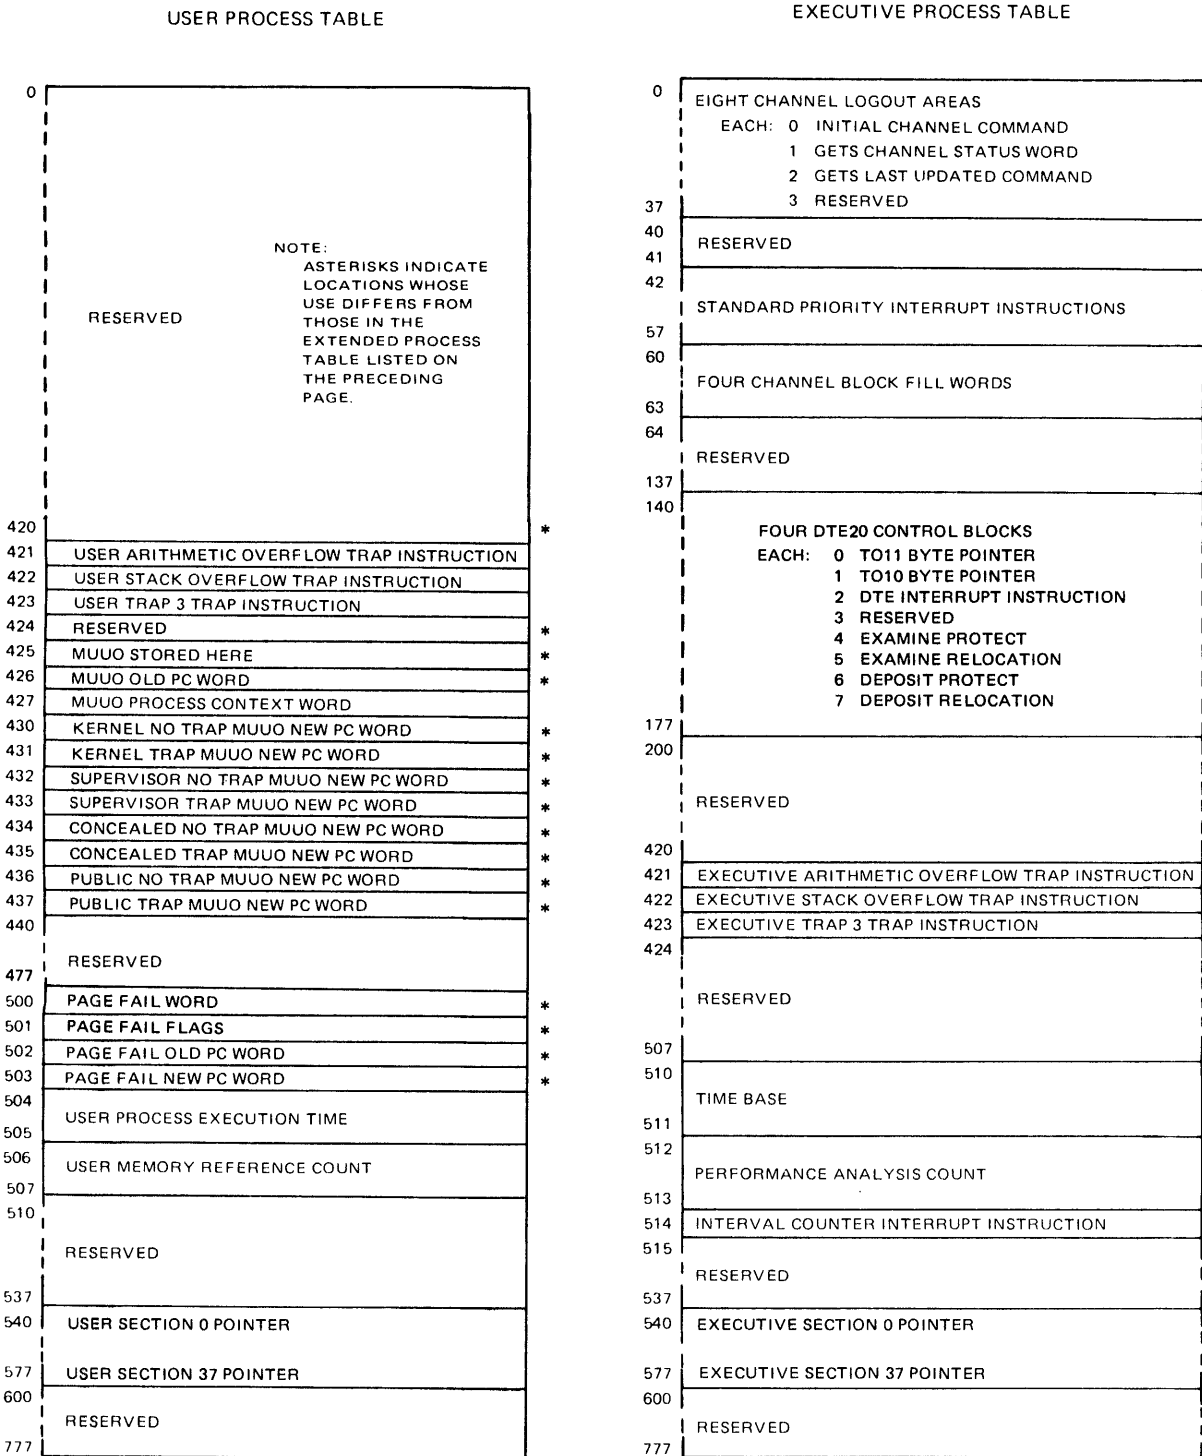 USER PROCESS TABLE
0
RESERVED
NOTE:
ASTERISKS INDICATE
LOCATIONS WHOSE
USE DIFFERS FROM
THOSE IN THE
EXTENDED PROCESS
TABLE LISTED ON
THE PRECEDING
PAGE.
420 *
421 USER ARITHMETIC OVERFLOW TRAP INSTRUCTION
422 USER STACK OVERFLOW TRAP INSTRUCTION
423 USER TRAP 3 TRAP INSTRUCTION
424 RESERVED *
425 MUUO STORED HERE *
426 MUUO OLD PC WORD *
427 MUUO PROCESS CONTEXT WORD
430 KERNEL NO TRAP MUUO NEW PC WORD *
431 KERNEL TRAP MUUO NEW PC WORD *
432 SUPERVISOR NO TRAP MUUO NEW PC WORD *
433 SUPERVISOR TRAP MUUO NEW PC WORD *
434 CONCEALED NO TRAP MUUO NEW PC WORD *
435 CONCEALED TRAP MUUO NEW PC WORD *
436 PUBLIC NO TRAP MUUO NEW PC WORD *
437 PUBLIC TRAP MUUO NEW PC WORD *
440
RESERVED
477
500 PAGE FAIL WORD *
501 PAGE FAIL FLAGS *
502 PAGE FAIL OLD PC WORD *
503 PAGE FAIL NEW PC WORD *
504
USER PROCESS EXECUTION TIME
505
506
USER MEMORY REFERENCE COUNT
507
510
RESERVED
537
540 USER SECTION 0 POINTER
577 USER SECTION 37 POINTER
600
RESERVED
777
EXECUTIVE PROCESS TABLE
0
EIGHT CHANNEL LOGOUT AREAS
EACH: 0 INITIAL CHANNEL COMMAND
1 GETS CHANNEL STATUS WORD
2 GETS LAST UPDATED COMMAND
3 RESERVED
37
40
RESERVED
41
42
STANDARD PRIORITY INTERRUPT INSTRUCTIONS
57
60
FOUR CHANNEL BLOCK FILL WORDS
63
64
RESERVED
137
140
FOUR DTE20 CONTROL BLOCKS
EACH: 0 TO11 BYTE POINTER
1 TO10 BYTE POINTER
2 DTE INTERRUPT INSTRUCTION
3 RESERVED
4 EXAMINE PROTECT
5 EXAMINE RELOCATION
6 DEPOSIT PROTECT
7 DEPOSIT RELOCATION
177
200
RESERVED
420
421 EXECUTIVE ARITHMETIC OVERFLOW TRAP INSTRUCTION
422 EXECUTIVE STACK OVERFLOW TRAP INSTRUCTION
423 EXECUTIVE TRAP 3 TRAP INSTRUCTION
424
RESERVED
507
510
TIME BASE
511
512
PERFORMANCE ANALYSIS COUNT
513
514 INTERVAL COUNTER INTERRUPT INSTRUCTION
515
RESERVED
537
540 EXECUTIVE SECTION 0 POINTER
577 EXECUTIVE SECTION 37 POINTER
600
RESERVED
777